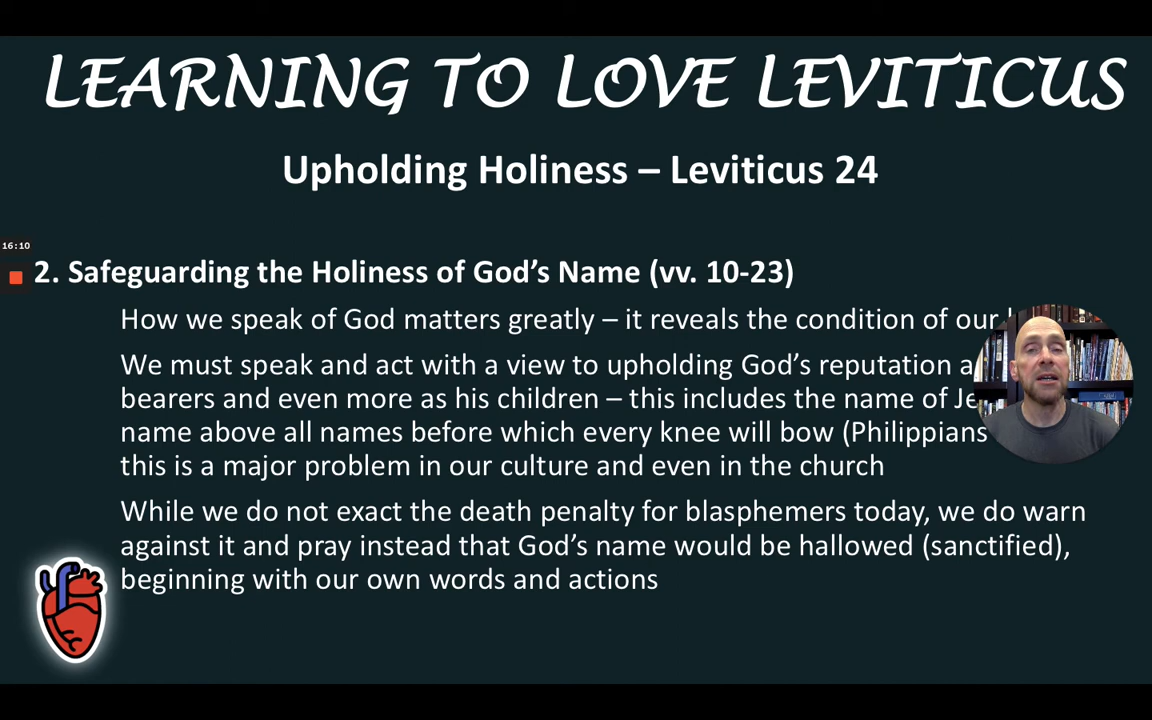 LEARNING TO LOVE LEVITICUS
Upholding Holiness – Leviticus 24
16:10
2. Safeguarding the Holiness of God’s Name (vv. 10-23)
How we speak of God matters greatly – it reveals the condition of our
We must speak and act with a view to upholding God’s reputation
bearers and even more as his children – this includes the name of
name above all names before which every knee will bow (Philippians
this is a major problem in our culture and even in the church
While we do not exact the death penalty for blasphemers today, we do warn
against it and pray instead that God’s name would be hallowed (sanctified),
beginning with our own words and actions